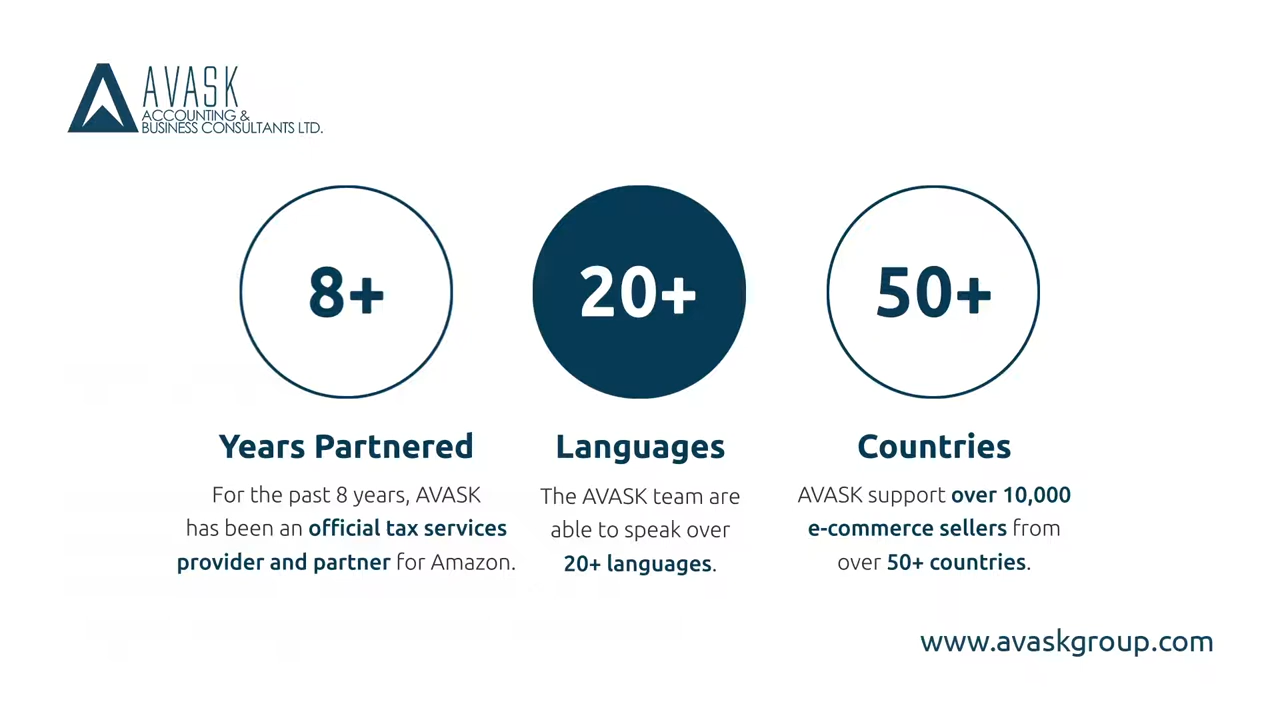 AVASK
ACCOUNTING &
BUSINESS CONSULTANTS LTD.
8+
20+
50+
Years Partnered
For the past 8 years, AVASK
has been an official tax services
provider and partner for Amazon.
Languages
The AVASK team are
able to speak over
20+ languages.
Countries
AVASK support over 10,000
e-commerce sellers from
over 50+ countries.
www.avaskgroup.com